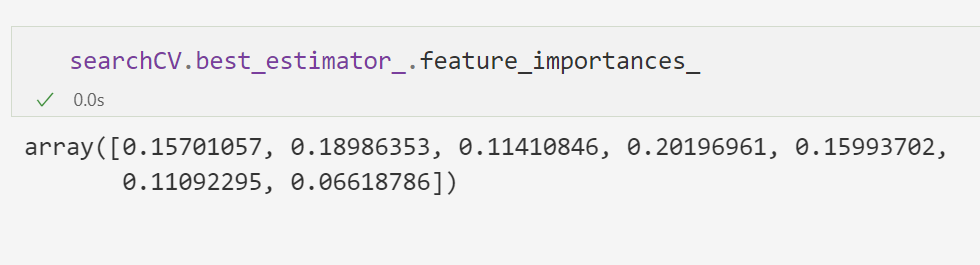 searchCV.best_estimator_.feature_importances_
0.0s
array([0.15701057, 0.18986353, 0.11410846, 0.20196961, 0.15993702,
0.11092295, 0.06618786])